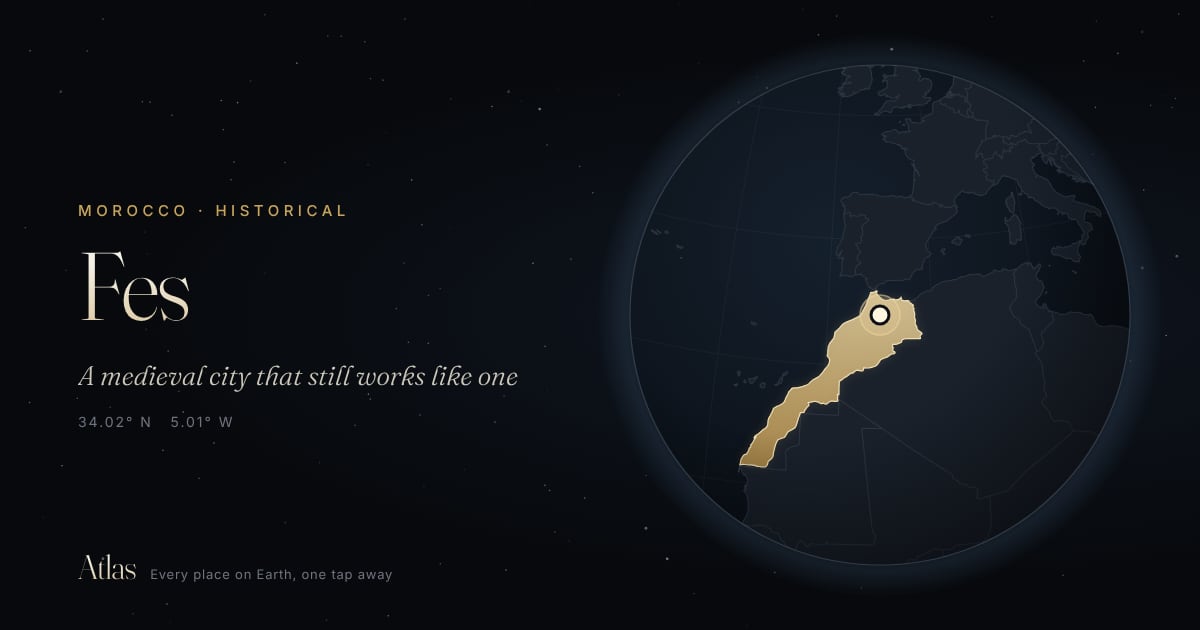 MOROCCO · HISTORICAL
Fes
A medieval city that still works like one
34.02° N 5.01° W
Atlas Every place on Earth, one tap away